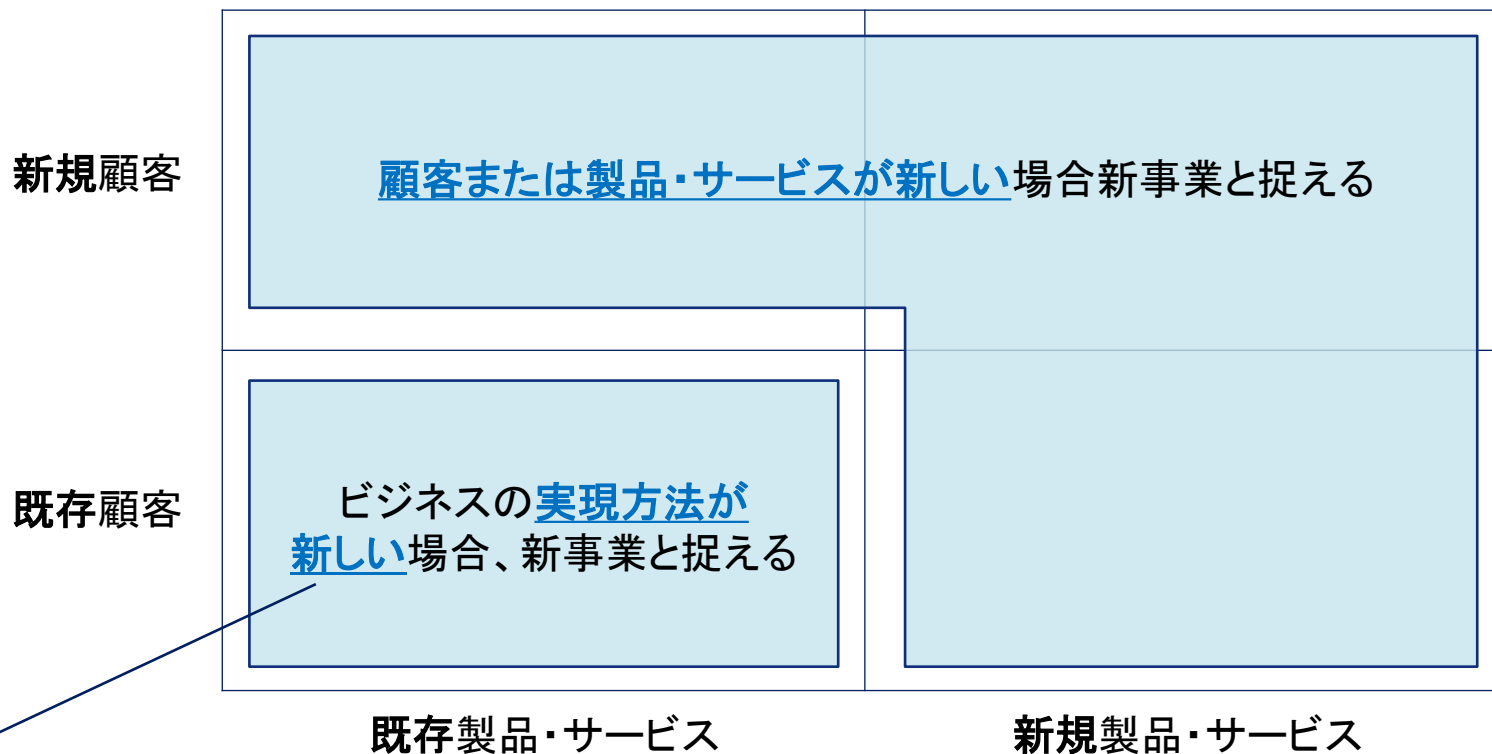 新規顧客
顧客または製品・サービスが新しい場合新事業と捉える
既存顧客
ビジネスの実現方法が
新しい場合、新事業と捉える
既存製品・サービス
新規製品・サービス